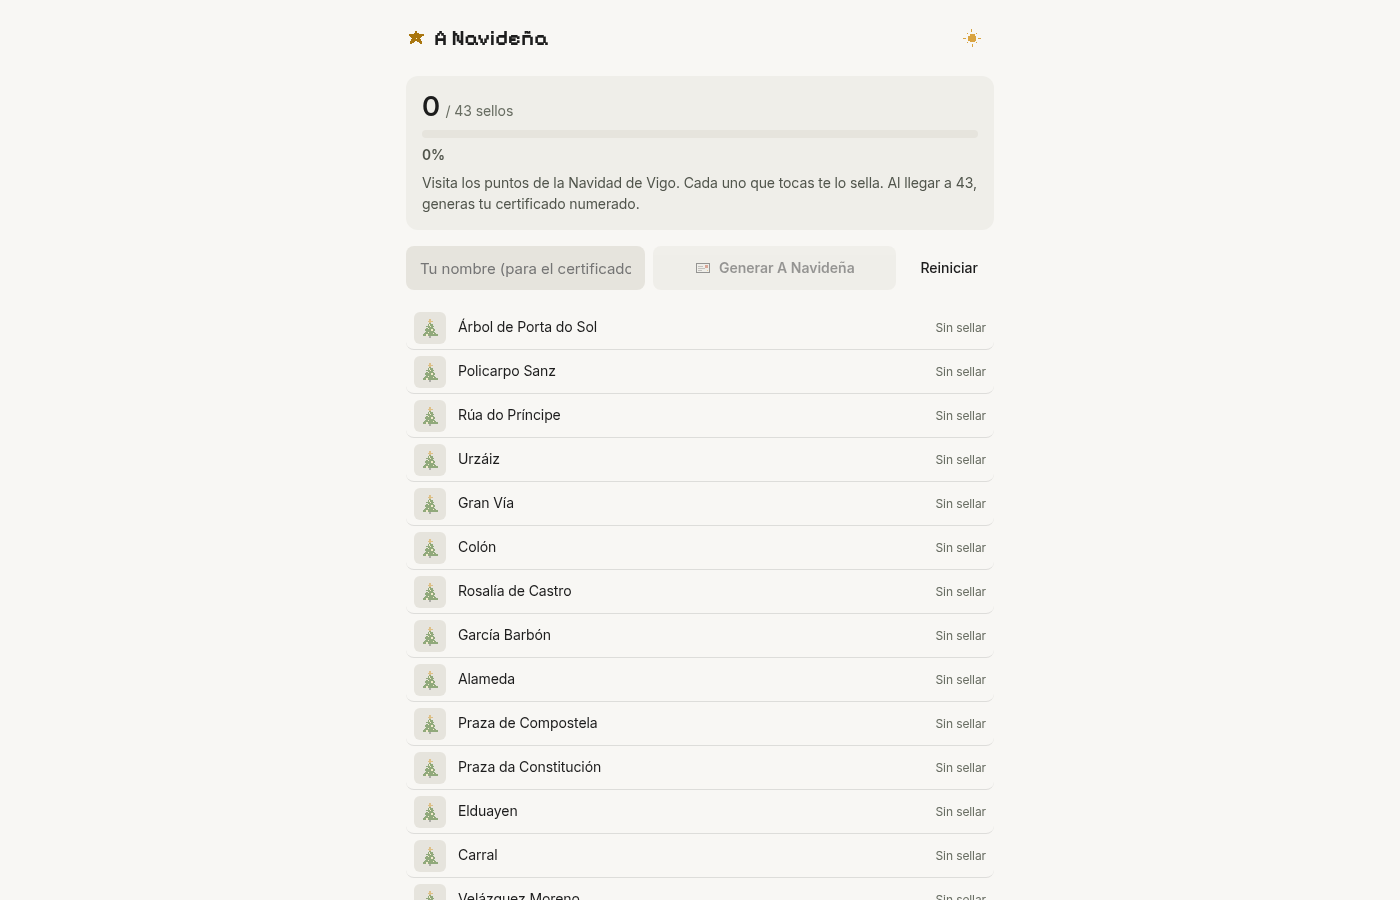 A Navideña
0 / 43 sellos
0%
Visita los puntos de la Navidad de Vigo. Cada uno que tocas te lo sella. Al llegar a 43,
generas tu certificado numerado.
Tu nombre (para el certificado
Generar A Navideña
Reiniciar
Árbol de Porta do Sol Sin sellar
Policarpo Sanz Sin sellar
Rúa do Príncipe Sin sellar
Urzáiz Sin sellar
Gran Vía Sin sellar
Colón Sin sellar
Rosalía de Castro Sin sellar
García Barbón Sin sellar
Alameda Sin sellar
Praza de Compostela Sin sellar
Praza da Constitución Sin sellar
Elduayen Sin sellar
Carral Sin sellar
Velázquez Moreno Sin sellar